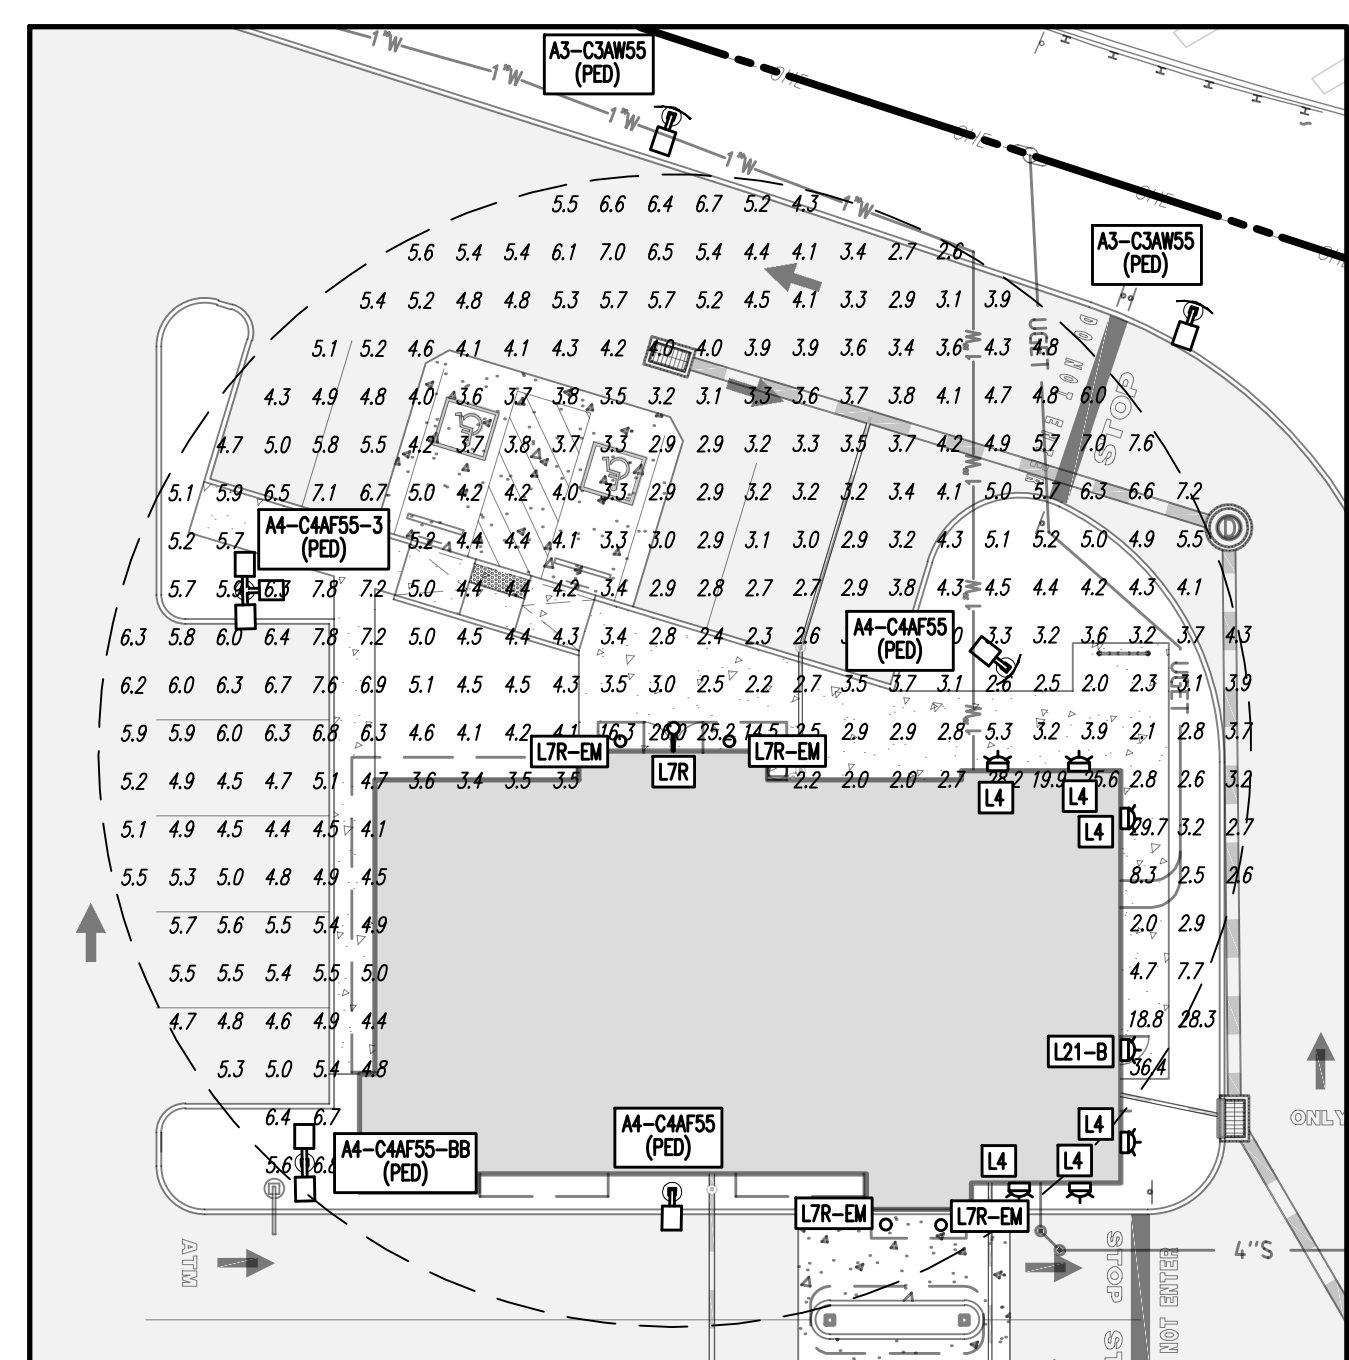 1"W
A3-C3AW55
(PED)
1"W
OHE
1"W
OHE
1"W
OHE
1"W
5.5 6.6 6.4 6.7 5.2 4.3
A3-C3AW55
(PED)
5.6 5.4 5.4 6.1 7.0 6.5 5.4 4.4 4.1 3.4 2.7 2.6
5.4 5.2 4.8 4.8 5.3 5.7 5.7 5.2 4.5 4.1 3.3 2.9 3.1 3.9
1"W
UGET
DO NOT ENTER
STOP
5.1 5.2 4.6 4.1 4.1 4.3 4.2 4.0 4.0 3.9 3.9 3.6 3.4 3.6 4.3 4.8
4.3 4.9 4.8 4.0 3.6 3.7 3.8 3.5 3.2 3.1 3.3 3.6 3.7 3.8 4.1 4.7 4.8 6.0
4.7 5.0 5.8 5.5 4.2 3.7 3.8 3.7 3.3 2.9 2.9 3.2 3.3 3.5 3.7 4.2 4.9 5.7 7.0 7.6
1"W
5.1 5.9 6.5 7.1 6.7 5.0 4.2 4.2 4.0 3.3 2.9 2.9 3.2 3.2 3.2 3.4 4.1 5.0 5.7 6.3 6.6 7.2
A4-C4AF55-3
(PED)
D
5.2 5.7 5.2 4.4 4.4 4.1 3.3 3.0 2.9 3.1 3.0 2.9 3.2 4.3 5.1 5.2 5.0 4.9 5.5
5.7 5.9 6.3 7.8 7.2 5.0 4.4 4.4 4.2 3.4 2.9 2.8 2.7 2.7 2.9 3.8 4.3 4.5 4.4 4.2 4.3 4.1
1"W
A4-C4AF55
(PED)
6.3 5.8 6.0 6.4 7.8 7.2 5.0 4.5 4.4 4.3 3.4 2.8 2.4 2.3 2.6 3.3 3.2 3.6 3.2 3.7 4.3
UGET
6.2 6.0 6.3 6.7 7.6 6.9 5.1 4.5 4.5 4.3 3.5 3.0 2.5 2.2 2.7 3.5 3.7 3.1 2.6 2.5 2.0 2.3 3.1 3.9
1"W
5.9 5.9 6.0 6.3 6.8 6.3 4.6 4.1 4.2 4.1 16.3 26.0 25.2 14.5 2.5 2.9 2.9 2.8 5.3 3.2 3.9 2.1 2.8 3.7
L7R-EM
L7R
L7R-EM
5.2 4.9 4.5 4.7 5.1 4.7 3.6 3.4 3.5 3.5 2.2 2.0 2.0 2.7 28.2 19.9 25.6 2.8 2.6 3.2
L4
L4
L4
5.1 4.9 4.5 4.4 4.5 4.1 29.7 3.2 2.7
5.5 5.3 5.0 4.8 4.9 4.5 8.3 2.5 2.6
5.7 5.6 5.5 5.4 4.9 2.0 2.9
5.5 5.5 5.4 5.5 5.0 4.7 7.7
4.7 4.8 4.6 4.9 4.4 18.8 28.3
L21-B
5.3 5.0 5.4 4.8 36.4
6.4 6.7
ONLY
A4-C4AF55-BB
(PED)
A4-C4AF55
(PED)
L4
5.6 6.8
L4
L4
L7R-EM
L7R-EM
ATM
STOP
NOT ENTER
4"S